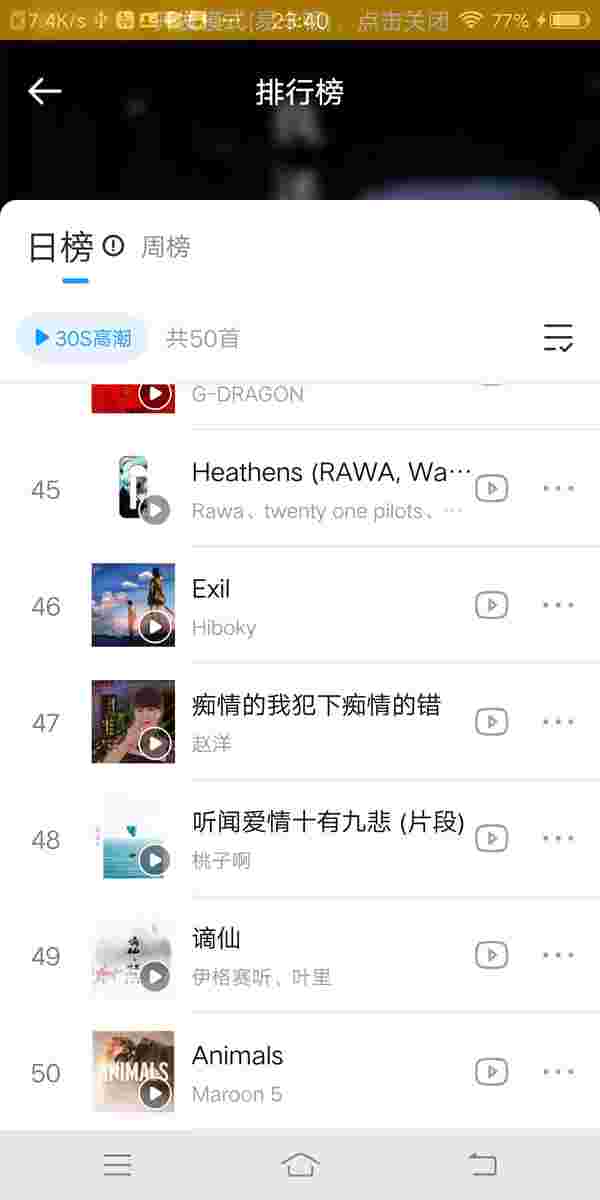 7.4K/s
23:40
点击关闭
77%
排行榜
日榜 周榜
30S高潮 共50首
G-DRAGON
45
Heathens (RAWA, Wa…
Rawa、twenty one pilots、…
46
Exil
Hiboky
47
痴情的我犯下痴情的错
赵洋
48
听闻爱情十有九悲 (片段)
桃子啊
49
谪仙
伊格赛听、叶里
50
ANIMALS
Animals
Maroon 5